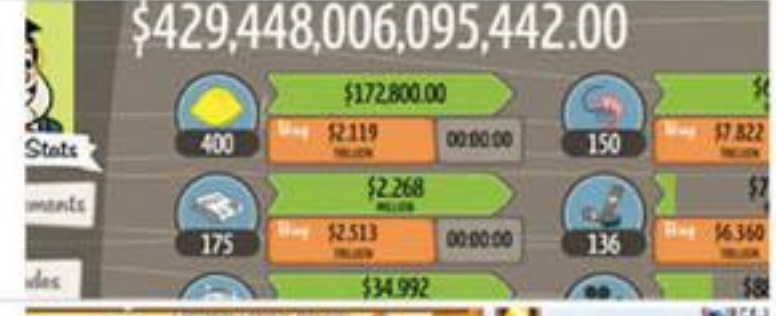 $429,448,006,095,442.00
$172,800.00
Stats
400
Buy $2.119
TRILLION
00:00:00
150
Buy $7.822
TRILLION
$2.268
MILLION
175
Buy $2.513
TRILLION
00:00:00
136
Buy $6.360
TRILLION
$34.992